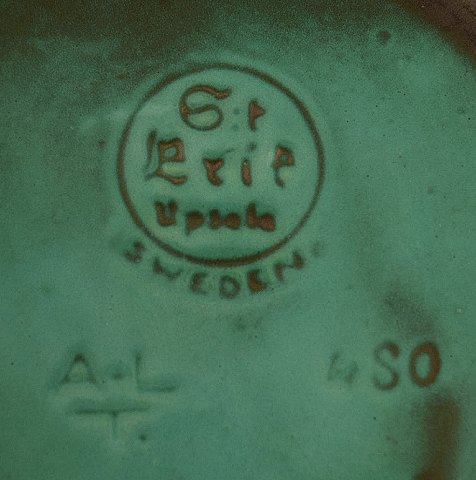 S:t
Erik
Upsala
SWEDEN
A·L 450
T